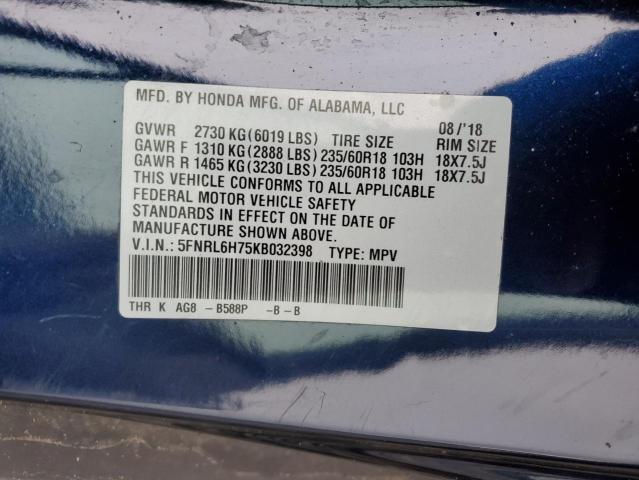 MFD. BY HONDA MFG. OF ALABAMA, LLC 08/'18
GVWR 2730 KG(6019 LBS) TIRE SIZE RIM SIZE
GAWR F 1310 KG(2888 LBS)235/60R18 103H 18X7.5J
GAWR R 1465 KG(3230 LBS)235/60R18 103H 18X7.5J
THIS VEHICLE CONFORMS TO ALL APPLICABLE
FEDERAL MOTOR VEHICLE SAFETY
STANDARDS IN EFFECT ON THE DATE OF
MANUFACTURE SHOWN ABOVE.
V.I.N.: 5FNRL6H75KB032398 TYPE: MPV
THR K AG8 - B588P -B - B